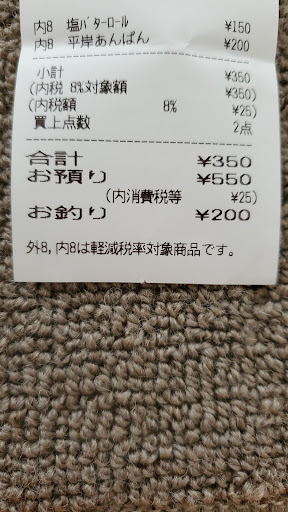 内8 塩バターロール ¥150
内8 平岸あんぱん ¥200
小計 ¥350
(内税 8%対象額 ¥350)
(内税額 8% ¥25)
買上点数 2点
合計 ¥350
お預り ¥550
(内消費税等 ¥25)
お釣り ¥200
外8,内8は軽減税率対象商品です。